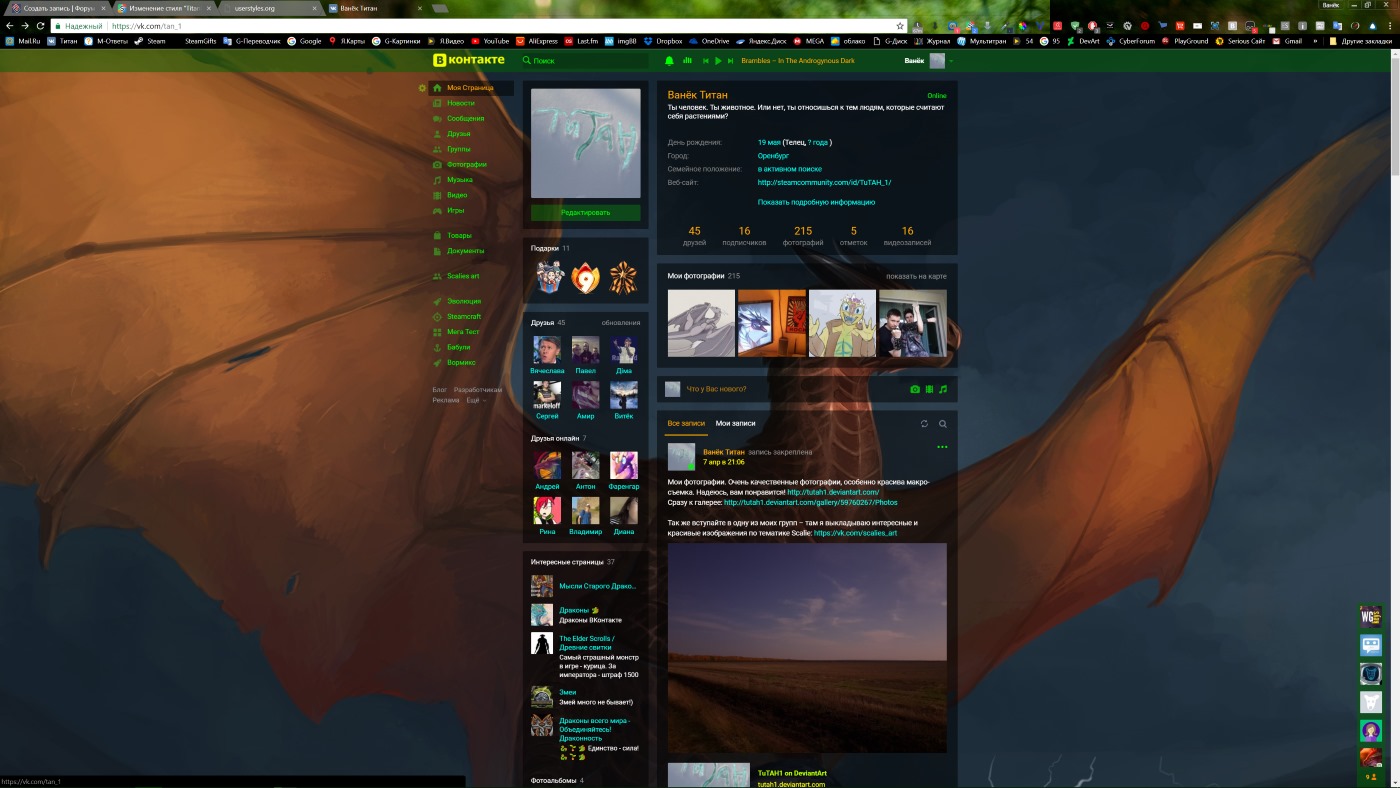 Создать запись | Форум
Изменение стиля "Titan
userstyles.org
Ванёк Титан
Ванёк
Надежный
https://vk.com/tan_1
Mail.Ru
Титан
М-Ответы
Steam
SteamGifts
G-Переводчик
Google
Я.Карты
G-Картинки
Я.Видео
YouTube
AliExpress
Last.fm
imgBB
Dropbox
OneDrive
Яндекс.Диск
MEGA
облако
G-Диск
Журнал
Мультитран
54
95
DevArt
CyberForum
PlayGround
Serious Сайт
Gmail
»
Другие закладки
В контакте
Поиск
Brambles – In The Androgynous Dark
Ванёк
Моя Страница
Новости
Сообщения
Друзья
Группы
Фотографии
Музыка
Видео
Игры
Товары
Документы
Scalies art
Эволюция
Steamcraft
Мега Тест
Бабули
Вормикс
Блог Разработчикам
Реклама Ещё
TuTAH
Редактировать
Подарки 11
9
Друзья 45
обновления
Вячеслава
Павел
Діма
Сергей
Амир
Витёк
Друзья онлайн 7
Андрей
Антон
Фаренгар
Рика
Владимир
Диана
Интересные страницы 37
Мысли Старого Драко...
Драконы
Драконы ВКонтакте
The Elder Scrolls /
Древние свитки
Самый страшный монстр
в игре - курица. За
императора - штраф 1500
Змеи
Змей много не бывает!)
Драконы всего мира -
Объединяйтесь!
Драконность
Единство - сила!
Фотоальбомы 4
Ванёк Титан
Online
Ты человек. Ты животное. Или нет, ты относишься к тем людям, которые считают
себя растениями?
День рождения: 19 мая (Телец, ? года )
Город: Оренбург
Семейное положение: в активном поиске
Веб-сайт: http://steamcommunity.com/id/TuTAH_1/
Показать подробную информацию
45 16 215 5 16
друзей подписчиков фотографий отметок видеозаписей
Мои фотографии 215
показать на карте
Что у Вас нового?
Все записи
Мои записи
Ванёк Титан запись закреплена
7 апр в 21:06
Мои фотографии. Очень качественные фотографии, особенно красива макро-
съемка. Надеюсь, вам понравится! http://tutah1.deviantart.com/
Сразу к галерее: http://tutah1.deviantart.com/gallery/59760267/Photos
Так же вступайте в одну из моих групп – там я выкладываю интересные и
красивые изображения по тематике Scalie: https://vk.com/scalies_art
TuTAH1 on DeviantArt
tutah1.deviantart.com
WG
9
https://vk.com/tan_1